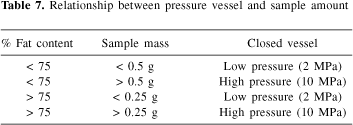 Table 7. Relationship between pressure vessel and sample amount
% Fat content Sample mass Closed vessel
< 75 < 0.5 g Low pressure (2 MPa)
< 75 > 0.5 g High pressure (10 MPa)
> 75 < 0.25 g Low pressure (2 MPa)
> 75 > 0.25 g High pressure (10 MPa)